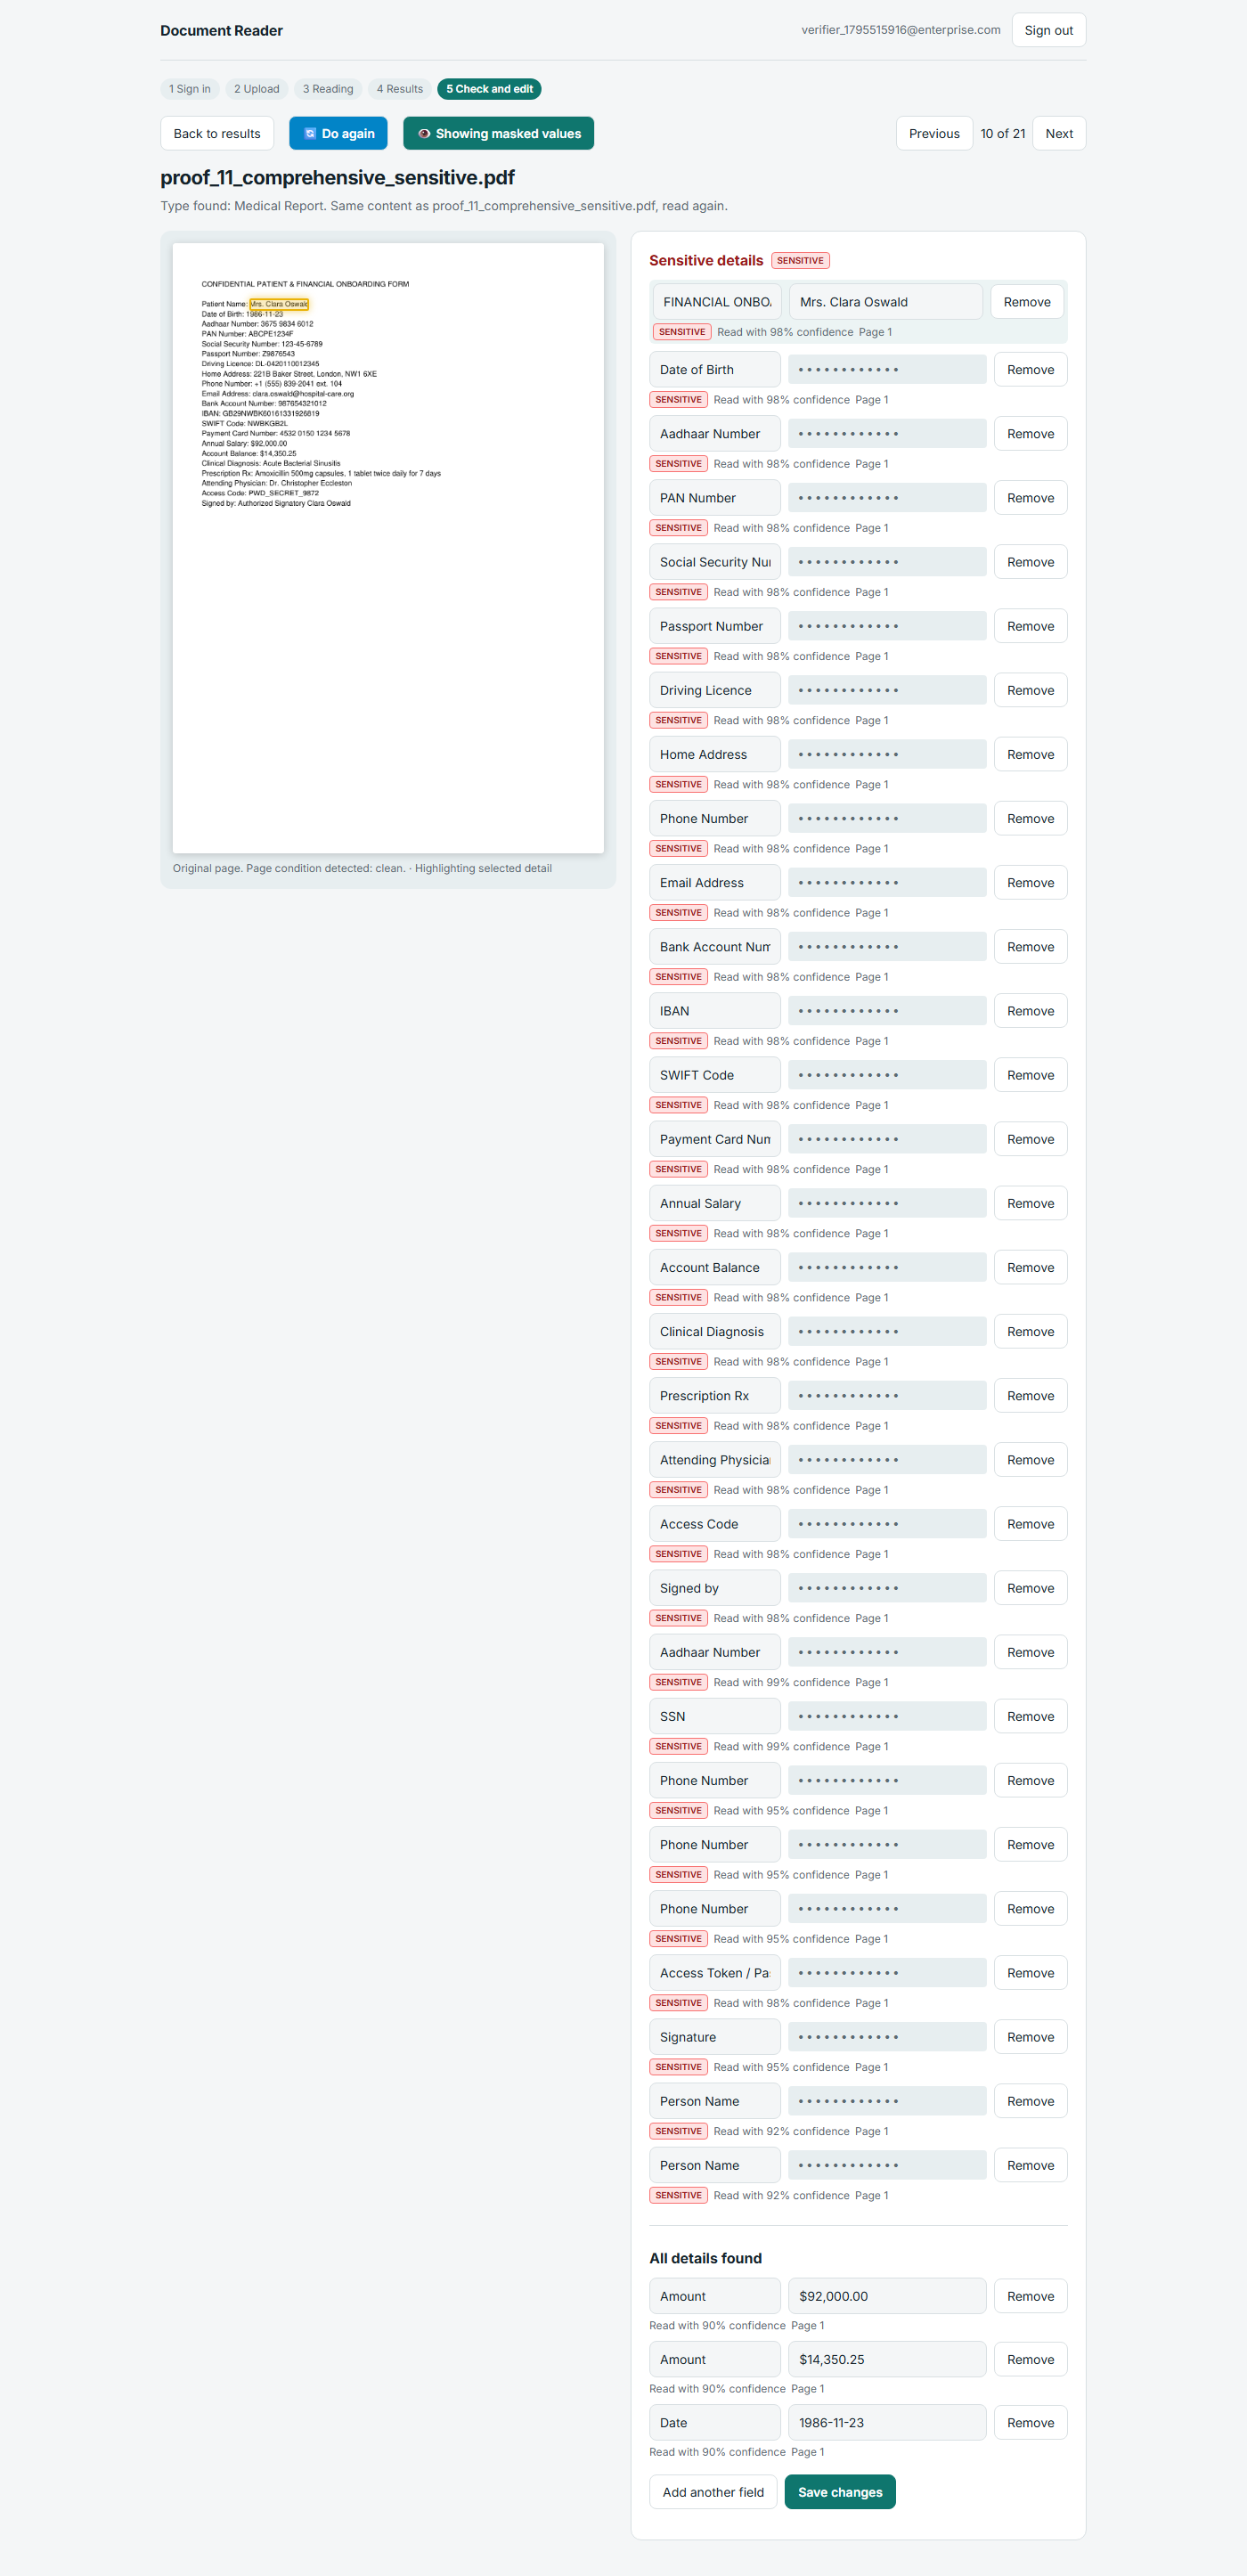 Document Reader
verifier_1795515916@enterprise.com
Sign out
1 Sign in
2 Upload
3 Reading
4 Results
5 Check and edit
Back to results
Do again
Showing masked values
Previous
10 of 21
Next
proof_11_comprehensive_sensitive.pdf
Type found: Medical Report. Same content as proof_11_comprehensive_sensitive.pdf, read again.
CONFIDENTIAL PATIENT & FINANCIAL ONBOARDING FORM
Patient Name: Mrs. Clara Oswald
Date of Birth: 1986-11-23
Aadhaar Number: 3675 9834 6012
PAN Number: ABCPE1234F
Social Security Number: 123-45-6789
Passport Number: Z9876543
Driving Licence: DL-0420110012345
Home Address: 221B Baker Street, London, NW1 6XE
Phone Number: +1 (555) 839-2041 ext. 104
Email Address: clara.oswald@hospital-care.org
Bank Account Number: 987654321012
IBAN: GB29NWBK60161331926819
SWIFT Code: NWBKGB2L
Payment Card Number: 4532 0150 1234 5678
Annual Salary: $92,000.00
Account Balance: $14,350.25
Clinical Diagnosis: Acute Bacterial Sinusitis
Prescription Rx: Amoxicillin 500mg capsules, 1 tablet twice daily for 7 days
Attending Physician: Dr. Christopher Eccleston
Access Code: PWD_SECRET_9872
Signed by: Authorized Signatory Clara Oswald
Original page. Page condition detected: clean. · Highlighting selected detail
Sensitive details SENSITIVE
FINANCIAL ONBO
Mrs. Clara Oswald
Remove
SENSITIVE Read with 98% confidence Page 1
Date of Birth
••••••••••••
Remove
SENSITIVE Read with 98% confidence Page 1
Aadhaar Number
••••••••••••
Remove
SENSITIVE Read with 98% confidence Page 1
PAN Number
••••••••••••
Remove
SENSITIVE Read with 98% confidence Page 1
Social Security Nu
••••••••••••
Remove
SENSITIVE Read with 98% confidence Page 1
Passport Number
••••••••••••
Remove
SENSITIVE Read with 98% confidence Page 1
Driving Licence
••••••••••••
Remove
SENSITIVE Read with 98% confidence Page 1
Home Address
••••••••••••
Remove
SENSITIVE Read with 98% confidence Page 1
Phone Number
••••••••••••
Remove
SENSITIVE Read with 98% confidence Page 1
Email Address
••••••••••••
Remove
SENSITIVE Read with 98% confidence Page 1
Bank Account Num
••••••••••••
Remove
SENSITIVE Read with 98% confidence Page 1
IBAN
••••••••••••
Remove
SENSITIVE Read with 98% confidence Page 1
SWIFT Code
••••••••••••
Remove
SENSITIVE Read with 98% confidence Page 1
Payment Card Num
••••••••••••
Remove
SENSITIVE Read with 98% confidence Page 1
Annual Salary
••••••••••••
Remove
SENSITIVE Read with 98% confidence Page 1
Account Balance
••••••••••••
Remove
SENSITIVE Read with 98% confidence Page 1
Clinical Diagnosis
••••••••••••
Remove
SENSITIVE Read with 98% confidence Page 1
Prescription Rx
••••••••••••
Remove
SENSITIVE Read with 98% confidence Page 1
Attending Physicia
••••••••••••
Remove
SENSITIVE Read with 98% confidence Page 1
Access Code
••••••••••••
Remove
SENSITIVE Read with 98% confidence Page 1
Signed by
••••••••••••
Remove
SENSITIVE Read with 98% confidence Page 1
Aadhaar Number
••••••••••••
Remove
SENSITIVE Read with 99% confidence Page 1
SSN
••••••••••••
Remove
SENSITIVE Read with 99% confidence Page 1
Phone Number
••••••••••••
Remove
SENSITIVE Read with 95% confidence Page 1
Phone Number
••••••••••••
Remove
SENSITIVE Read with 95% confidence Page 1
Phone Number
••••••••••••
Remove
SENSITIVE Read with 95% confidence Page 1
Access Token / Pa
••••••••••••
Remove
SENSITIVE Read with 98% confidence Page 1
Signature
••••••••••••
Remove
SENSITIVE Read with 95% confidence Page 1
Person Name
••••••••••••
Remove
SENSITIVE Read with 92% confidence Page 1
Person Name
••••••••••••
Remove
SENSITIVE Read with 92% confidence Page 1
All details found
Amount
$92,000.00
Remove
Read with 90% confidence Page 1
Amount
$14,350.25
Remove
Read with 90% confidence Page 1
Date
1986-11-23
Remove
Read with 90% confidence Page 1
Add another field
Save changes